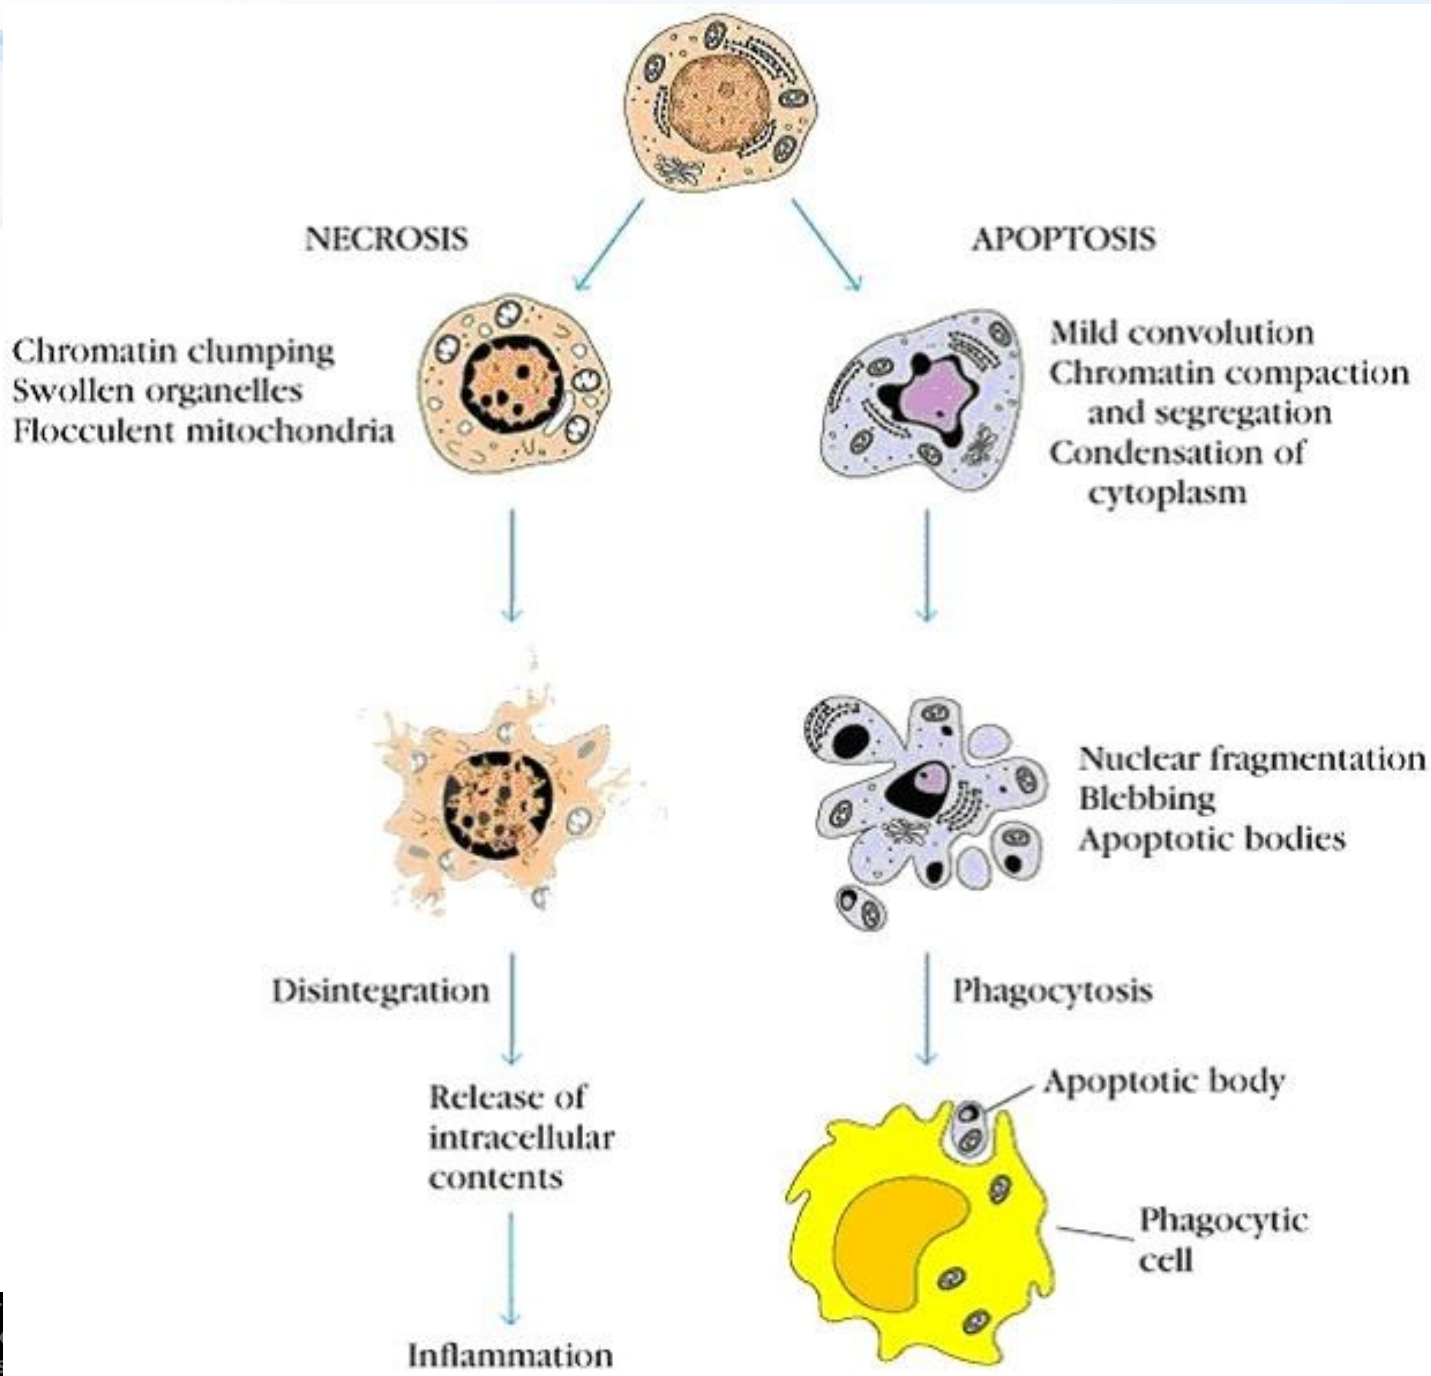 NECROSIS
APOPTOSIS
Chromatin clumping
Swollen organelles
Flocculent mitochondria
Mild convolution
Chromatin compaction
and segregation
Condensation of
cytoplasm
Nuclear fragmentation
Blebbing
Apoptotic bodies
Disintegration
Phagocytosis
Release of
intracellular
contents
Apoptotic body
Phagocytic
cell
Inflammation